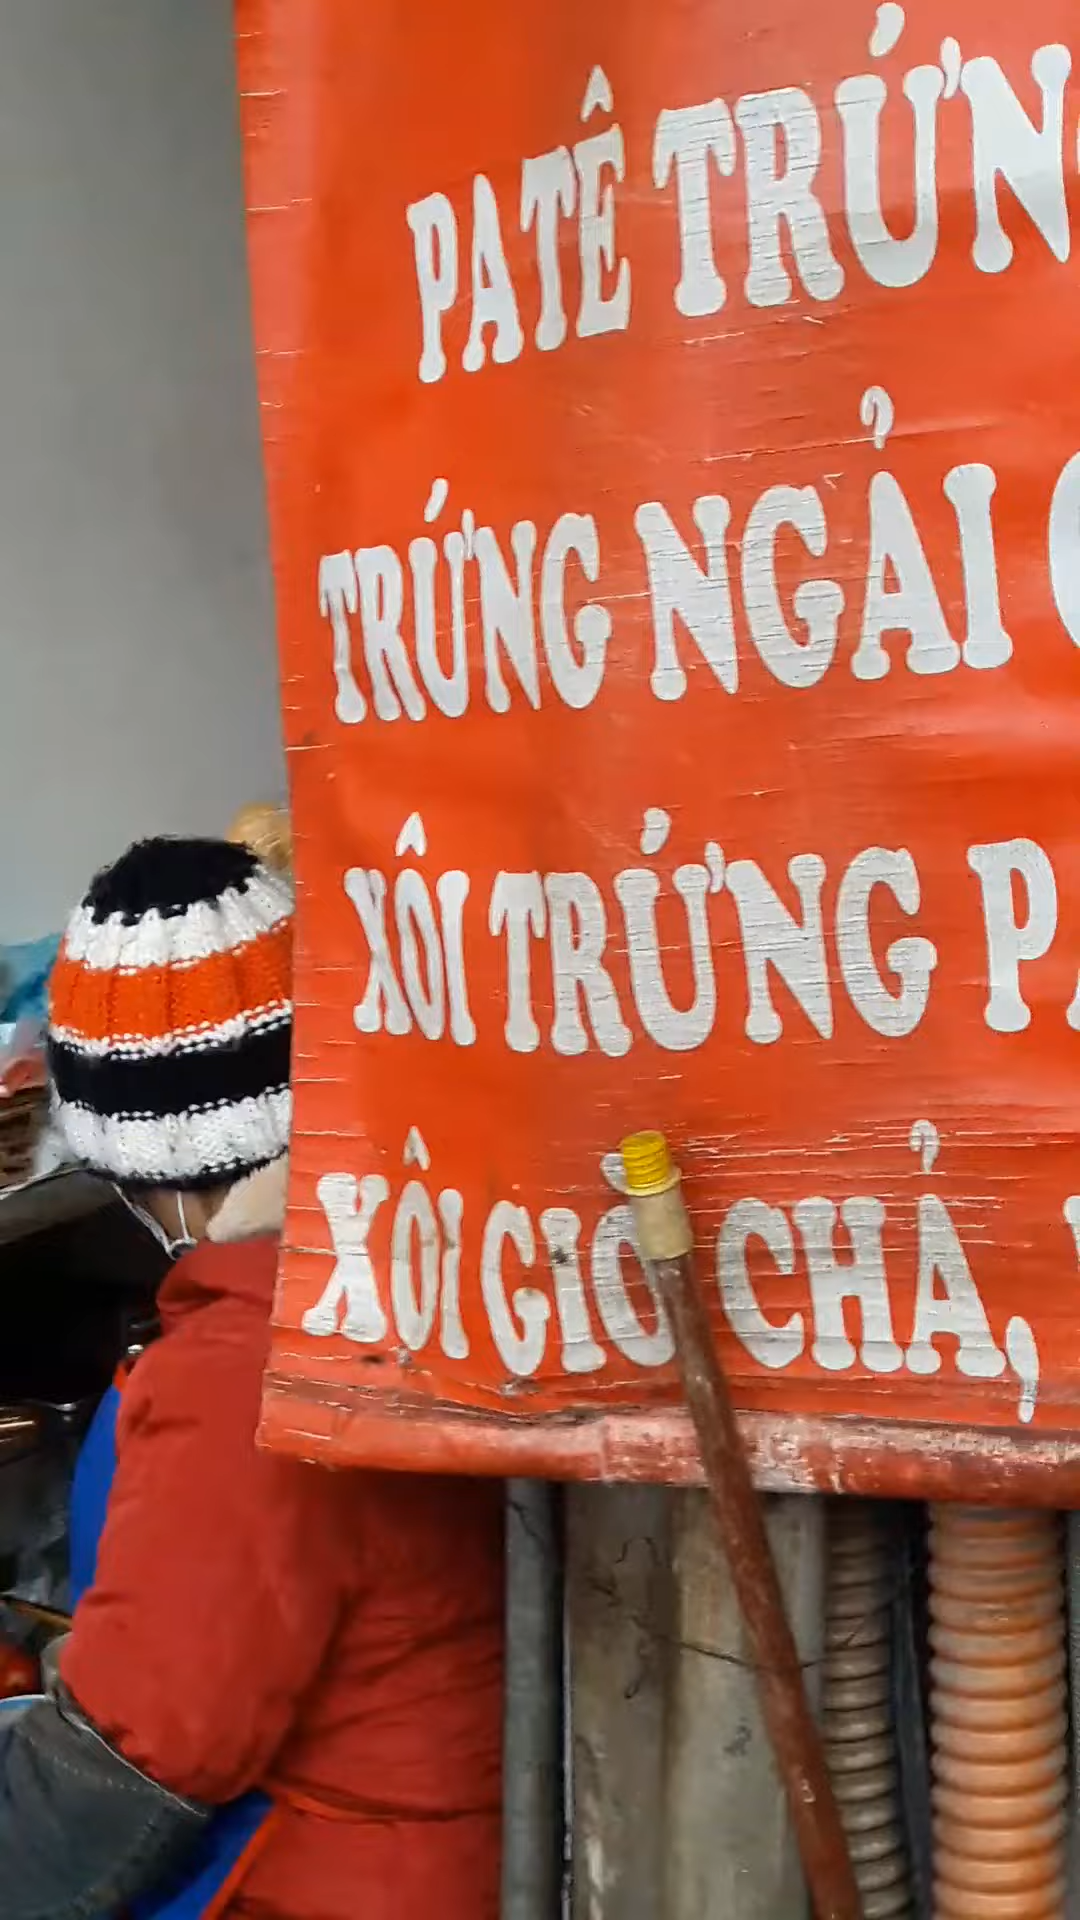 PATÊ TRỨNG
TRỨNG NGẢI
XÔI TRỨNG
XÔI GIÒ CHẢ,